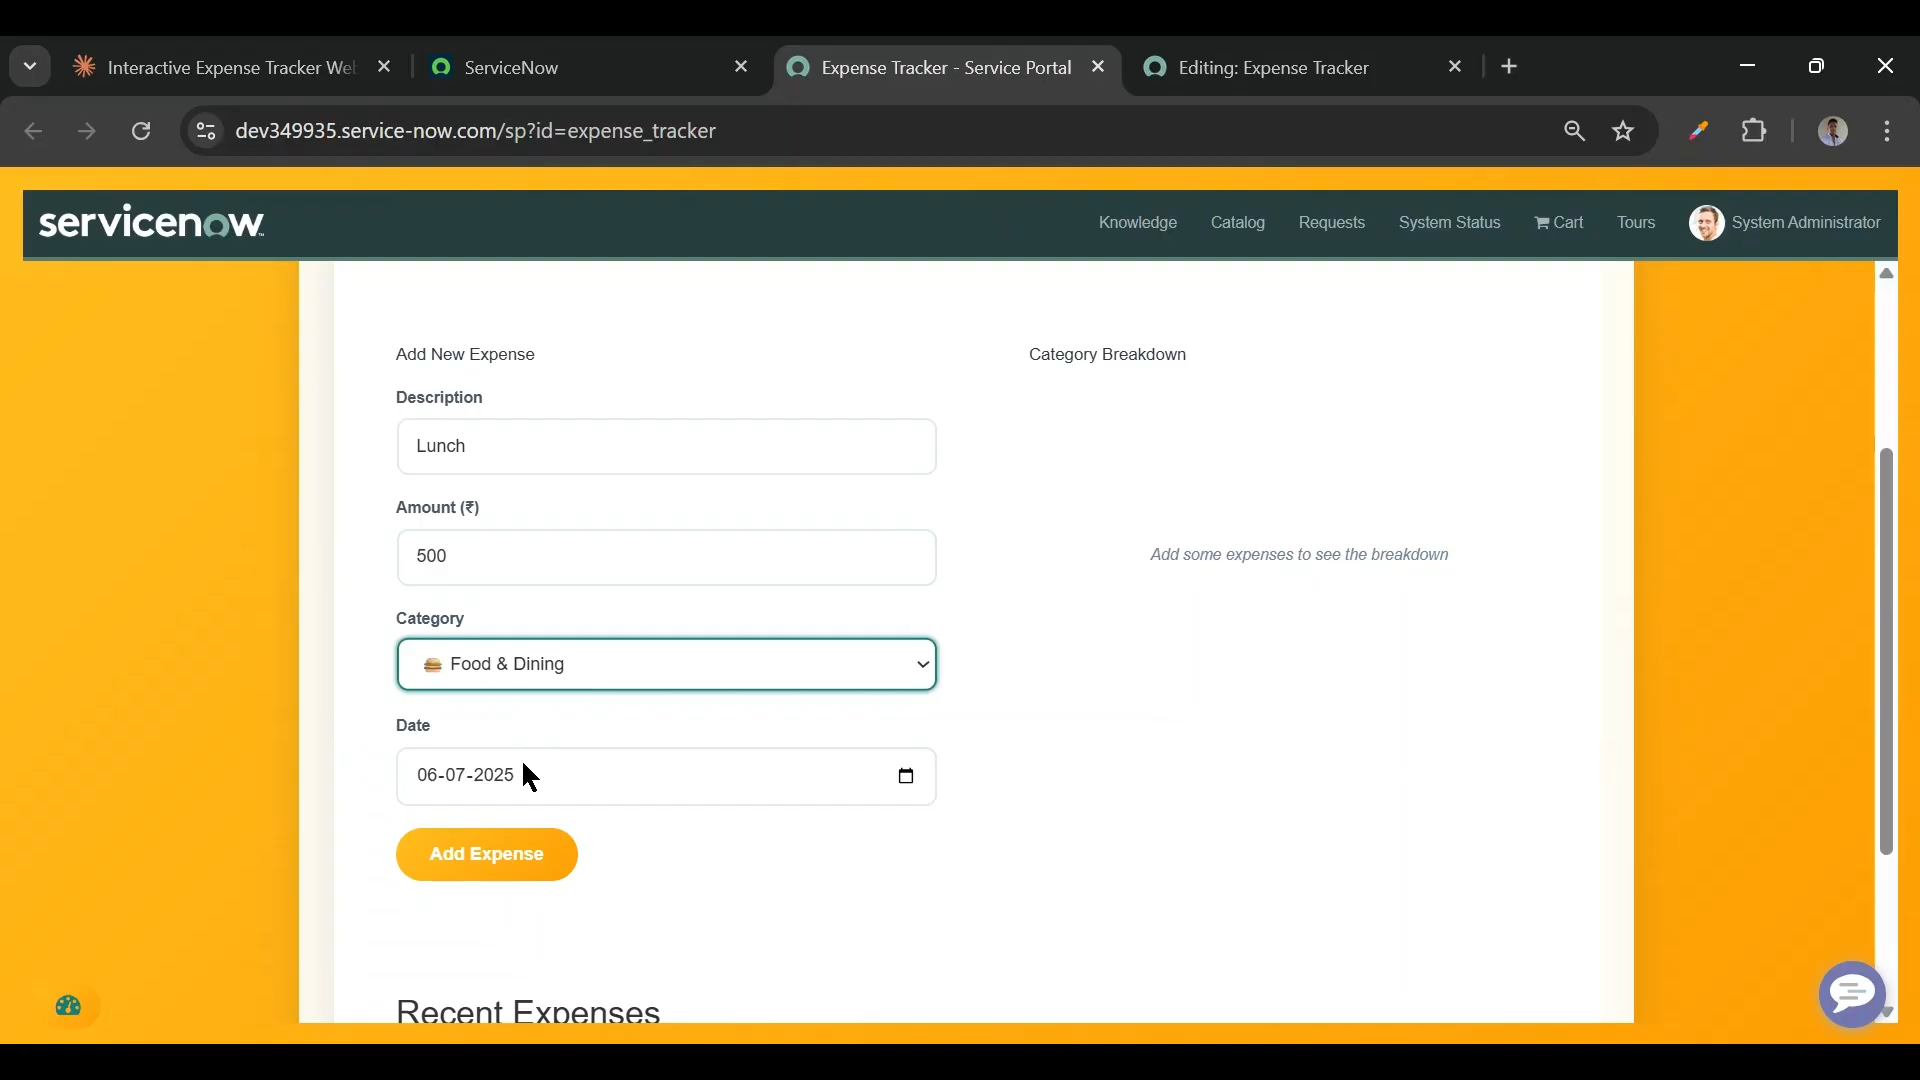 Interactive Expense Tracker Wel
ServiceNow
Expense Tracker - Service Portal
Editing: Expense Tracker
dev349935.service-now.com/sp?id=expense_tracker
servicenow
Knowledge
Catalog
Requests
System Status
Cart
Tours
System Administrator
Add New Expense
Category Breakdown
Description
Lunch
Amount (₹)
500
Add some expenses to see the breakdown
Category
Food & Dining
Date
06-07-2025
Add Expense
Recent Expenses